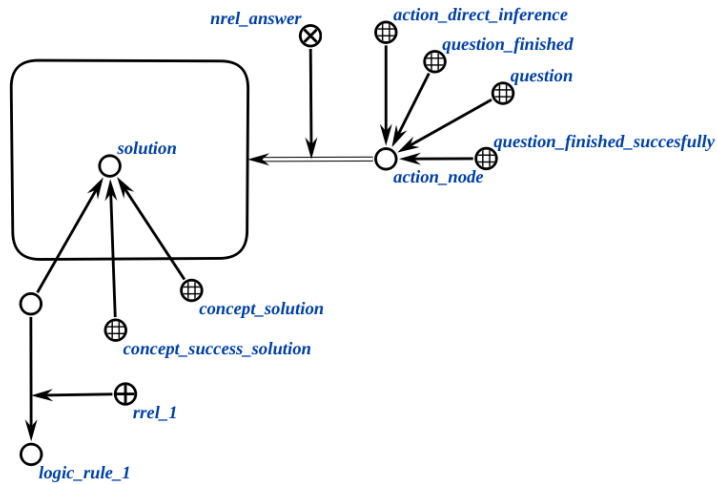 nrel_answer
action_direct_inference
question_finished
question
question_finished_succesfully
action_node
solution
concept_solution
concept_success_solution
rrel_1
logic_rule_1